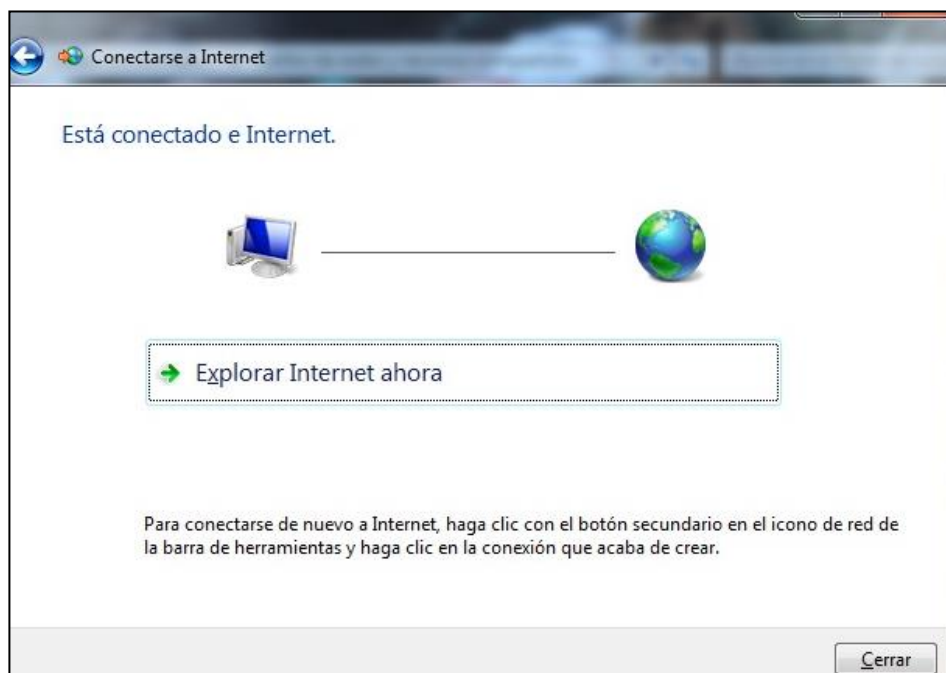 Conectarse a Internet
Está conectado e Internet.
Explorar Internet ahora
Para conectarse de nuevo a Internet, haga clic con el botón secundario en el icono de red de
la barra de herramientas y haga clic en la conexión que acaba de crear.
Cerrar